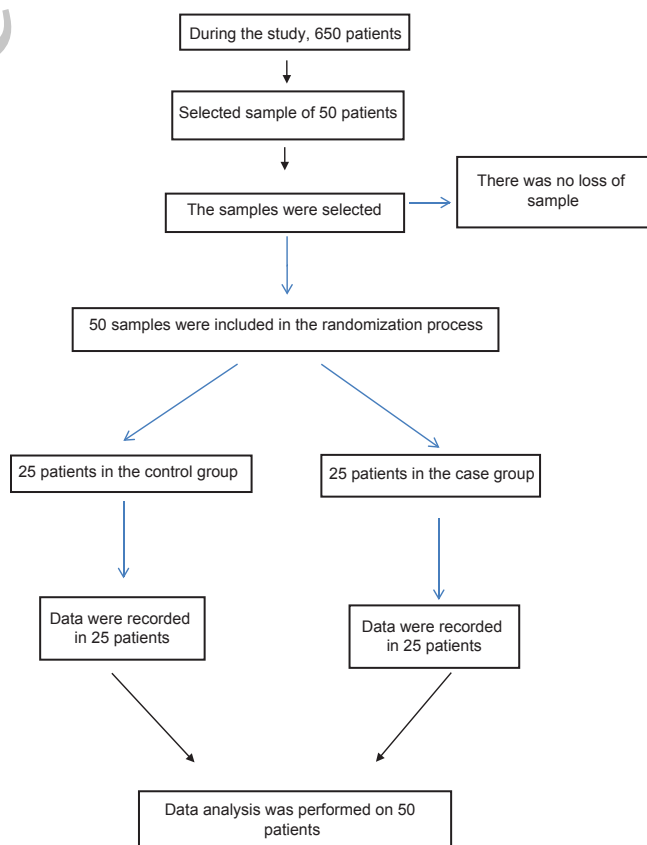 During the study, 650 patients
Selected sample of 50 patients
The samples were selected
There was no loss of
sample
50 samples were included in the randomization process
25 patients in the control group
25 patients in the case group
Data were recorded
in 25 patients
Data were recorded
in 25 patients
Data analysis was performed on 50
patients